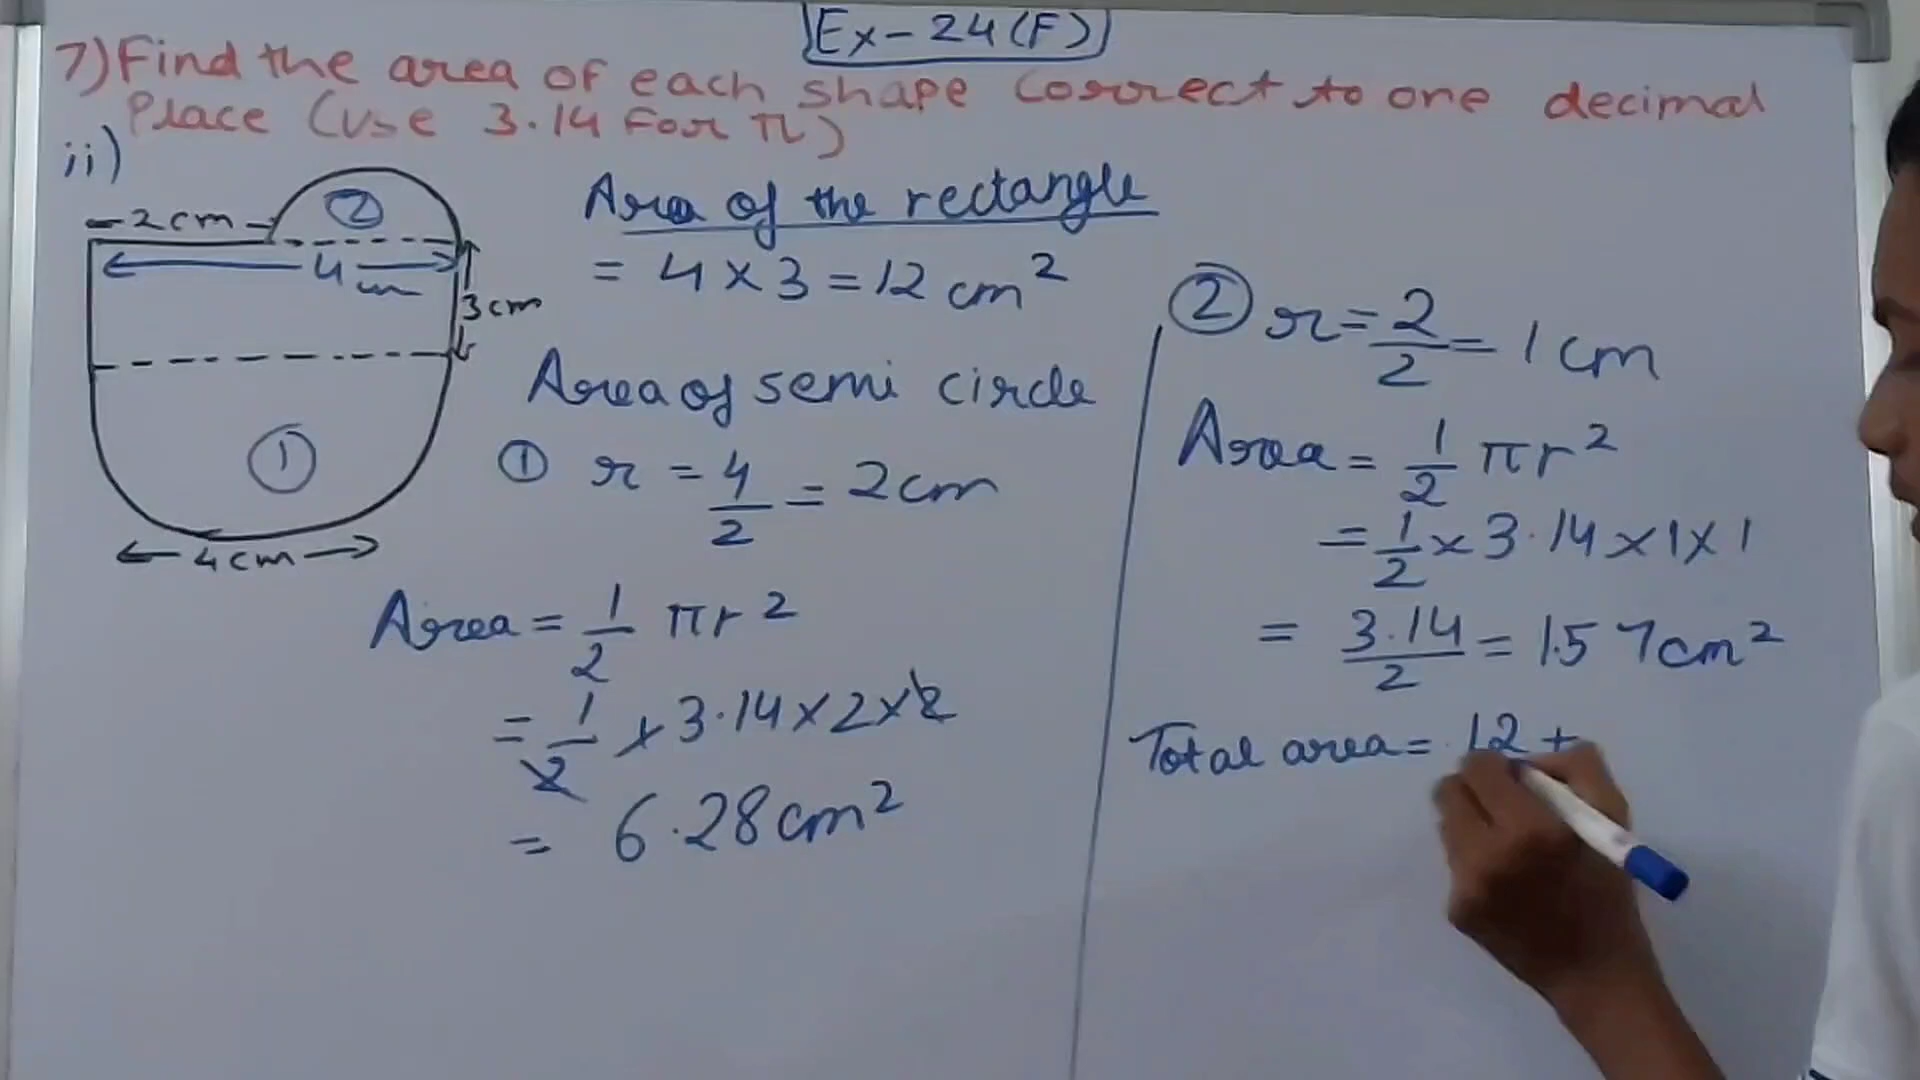 Ex-24(F)
7) Find the area of each shape correct to one decimal
Place (Use 3.14 For π)
ii)
2cm
②
4cm
3cm
①
4cm
Area of the rectangle
= 4 × 3 = 12 cm²
Area of semi circle
① r = 4/2 = 2cm
Area = 1/2 πr²
= 1/2 × 3.14 × 2 × 2
= 6.28cm²
② r = 2/2 = 1cm
Area = 1/2 πr²
= 1/2 × 3.14 × 1 × 1
= 3.14/2 = 1.57cm²
Total area = 12 +